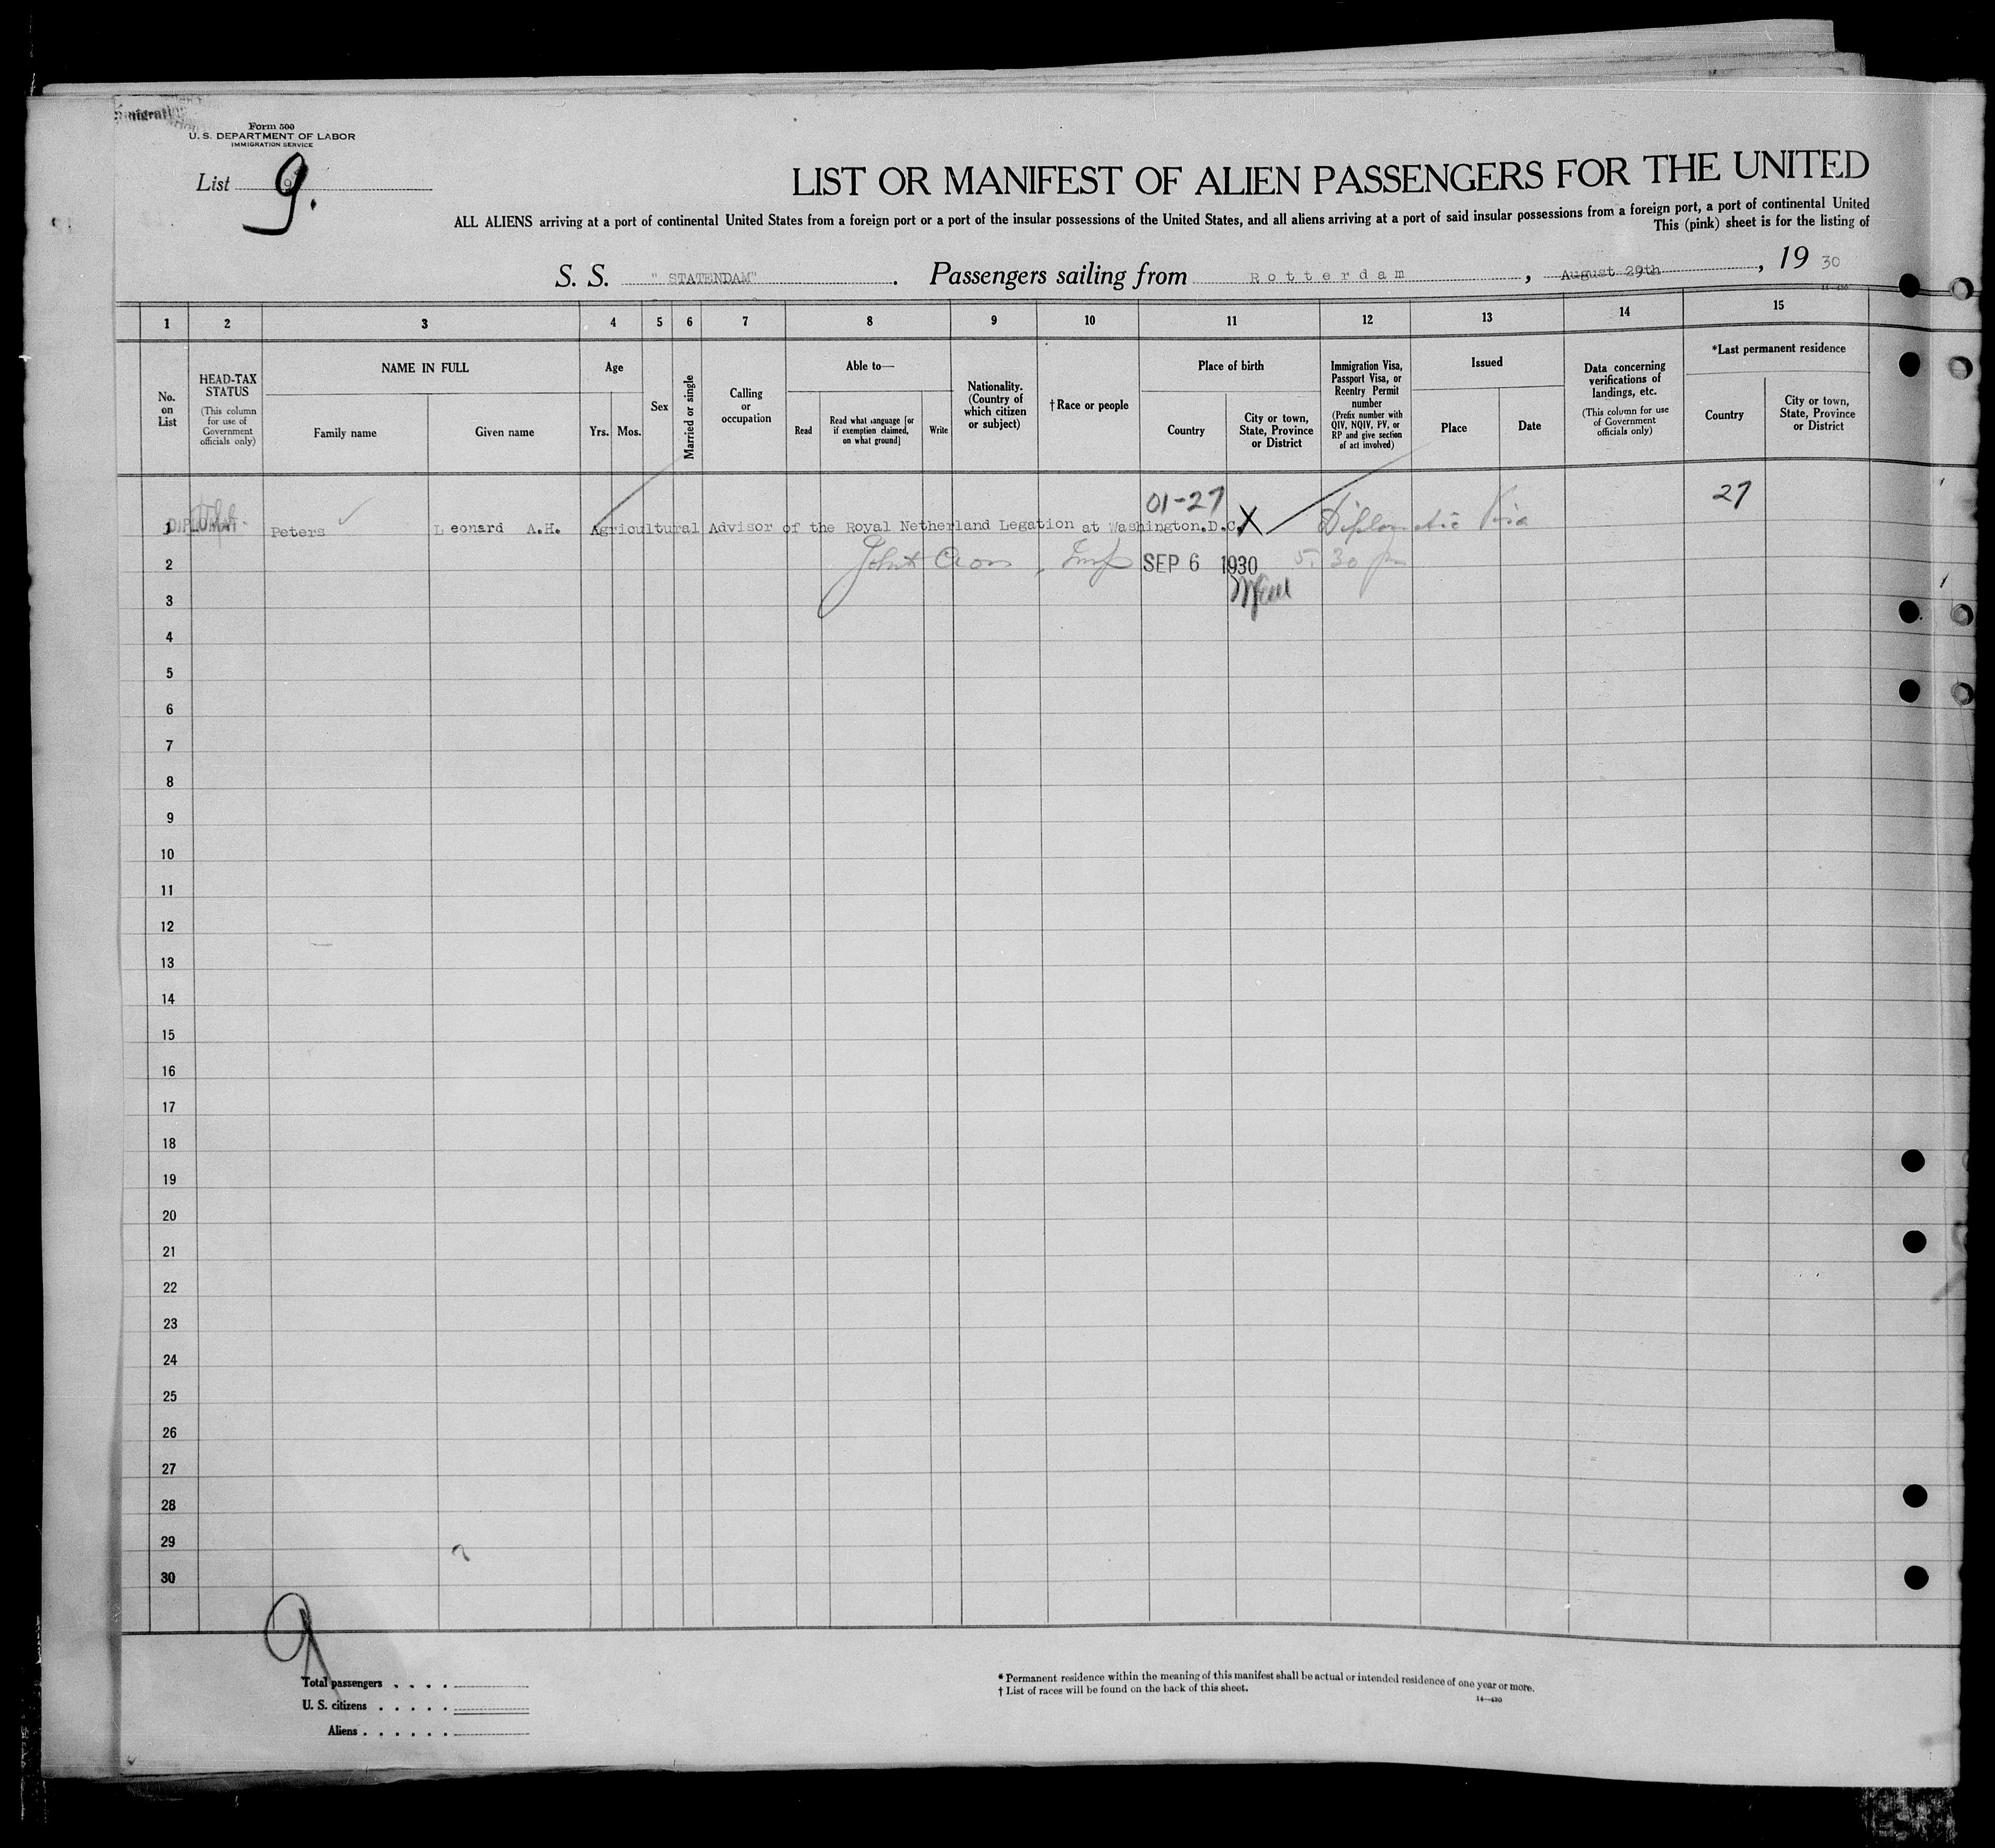 Form 500
U. S. DEPARTMENT OF LABOR
IMMIGRATION SERVICE
List 9.
LIST OR MANIFEST OF ALIEN PASSENGERS FOR THE UNITED
ALL ALIENS arriving at a port of continental United States from a foreign port or a port of the insular possessions of the United States, and all aliens arriving at a port of said insular possessions from a foreign port, a port of continental United
This (pink) sheet is for the listing of
S. S. "STATENDAM". Passengers sailing from Rotterdam, August 29th, 1930
1 2 3 4 5 6 7 8 9 10 11 12 13 14 15
No. on List
HEAD-TAX STATUS (This column for use of Government officials only)
NAME IN FULL
Family name
Given name
Age
Yrs. Mos.
Sex
Married or single
Calling or occupation
Able to—
Read
Read what language [or if exemption claimed, on what ground]
Write
Nationality. (Country of which citizen or subject)
† Race or people
Place of birth
Country
City or town, State, Province or District
Immigration Visa, Passport Visa, or Reentry Permit number (Prefix number with QIV, NQIV, PV, or RP and give section of act involved)
Issued
Place
Date
Data concerning verifications of landings, etc. (This column for use of Government officials only)
*Last permanent residence
Country
City or town, State, Province or District
01-27
27
1 DIPLOMAT. Peters Leonard A.H. Agricultural Advisor of the Royal Netherland Legation at Washington.D.C. X Diplomatic Visa
2 SEP 6 1930 5:30 pm
3
4
5
6
7
8
9
10
11
12
13
14
15
16
17
18
19
20
21
22
23
24
25
26
27
28
29
30
Total passengers . . . .
U. S. citizens . . . . .
Aliens . . . . . .
* Permanent residence within the meaning of this manifest shall be actual or intended residence of one year or more.
† List of races will be found on the back of this sheet.
14—430